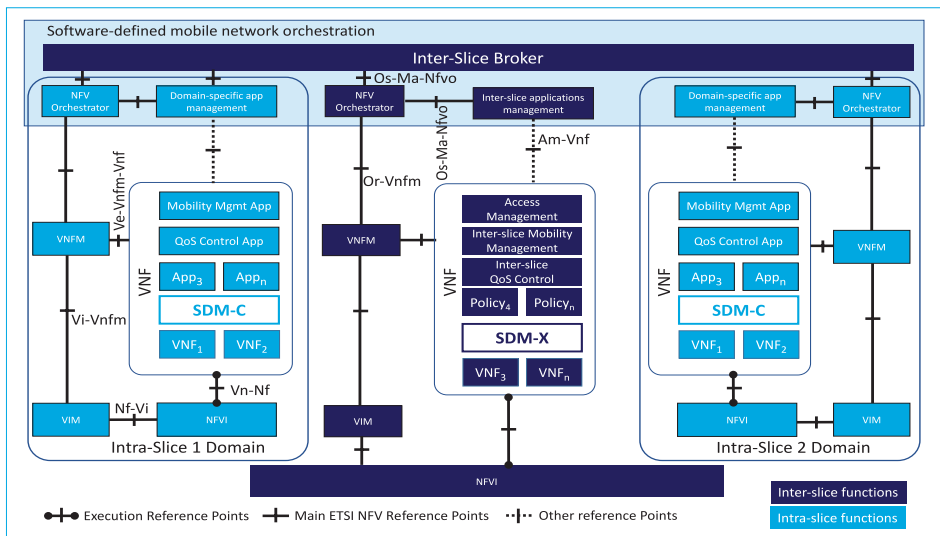 Software-defined mobile network orchestration
Inter-Slice Broker
Os-Ma-Nfvo
NFV
Orchestrator
Domain-specific app
management
NFV
Orchestrator
Inter-slice applications
management
Domain-specific app
management
NFV
Orchestrator
Os-Ma-Nfvo
Am-Vnf
Or-Vnfm
Ve-Vnfm-Vnf
VNFM
VNF
Mobility Mgmt App
QoS Control App
App3
Appn
SDM-C
VNF1
VNF2
Vi-Vnfm
Vn-Nf
Nf-Vi
VIM
NFVI
Intra-Slice 1 Domain
VNFM
VNF
Access
Management
Inter-slice Mobility
Management
Inter-slice
QoS Control
Policy4
Policyn
SDM-X
VNF3
VNFn
VIM
NFVI
VNF
Mobility Mgmt App
QoS Control App
App3
Appn
SDM-C
VNF1
VNF2
VNFM
NFVI
VIM
Intra-Slice 2 Domain
Inter-slice functions
Intra-slice functions
Execution Reference Points
Main ETSI NFV Reference Points
Other reference Points